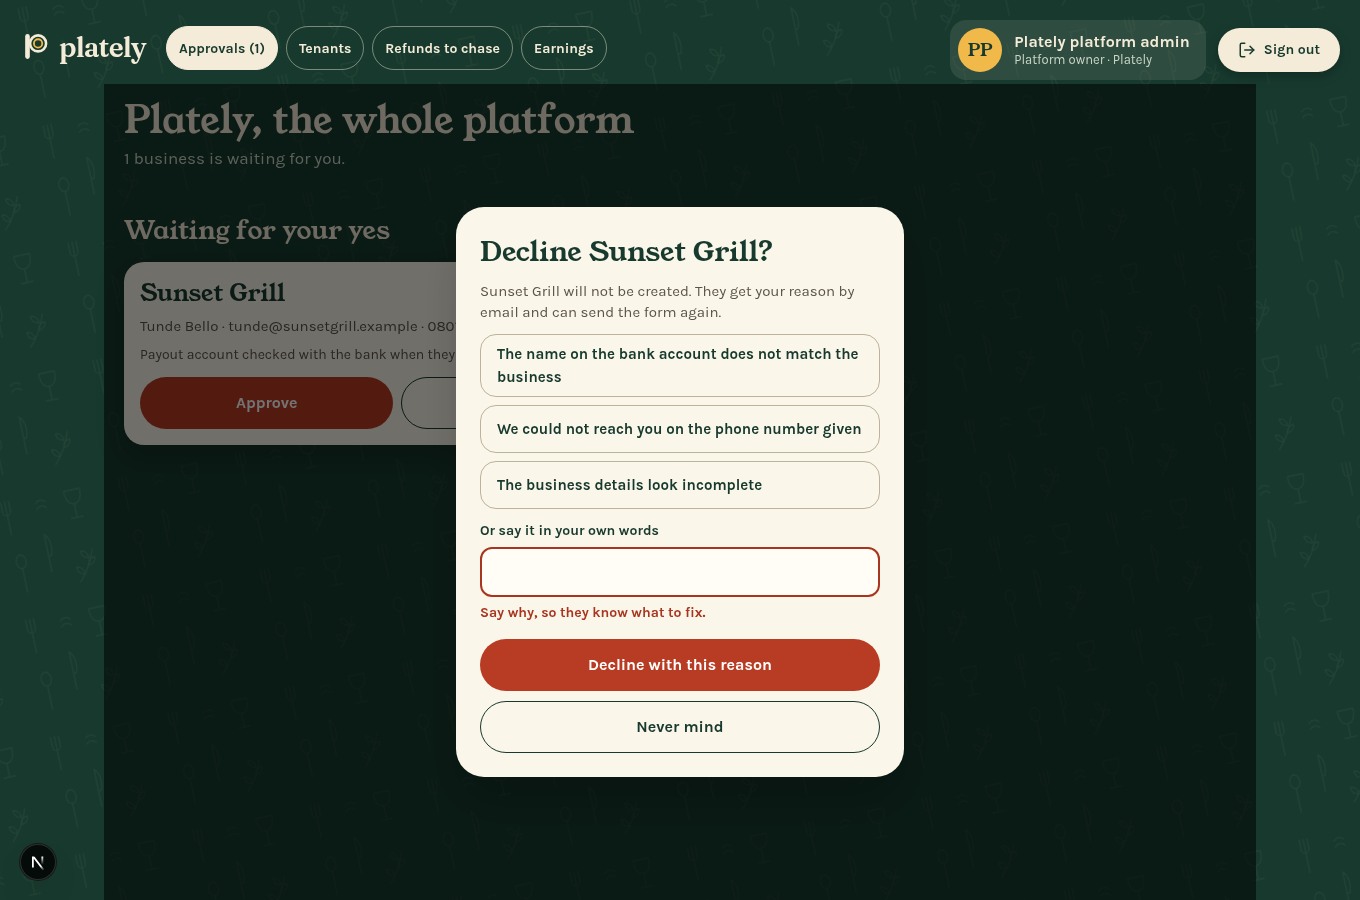 plately
Approvals (1)
Tenants
Refunds to chase
Earnings
PP
Plately platform admin
Platform owner · Plately
Sign out
Plately, the whole platform
1 business is waiting for you.
Waiting for your yes
Sunset Grill
Tunde Bello · tunde@sunsetgrill.example ·
Payout account checked with the bank when they
Approve
Decline Sunset Grill?
Sunset Grill will not be created. They get your reason by
email and can send the form again.
The name on the bank account does not match the
business
We could not reach you on the phone number given
The business details look incomplete
Or say it in your own words
Say why, so they know what to fix.
Decline with this reason
Never mind
N